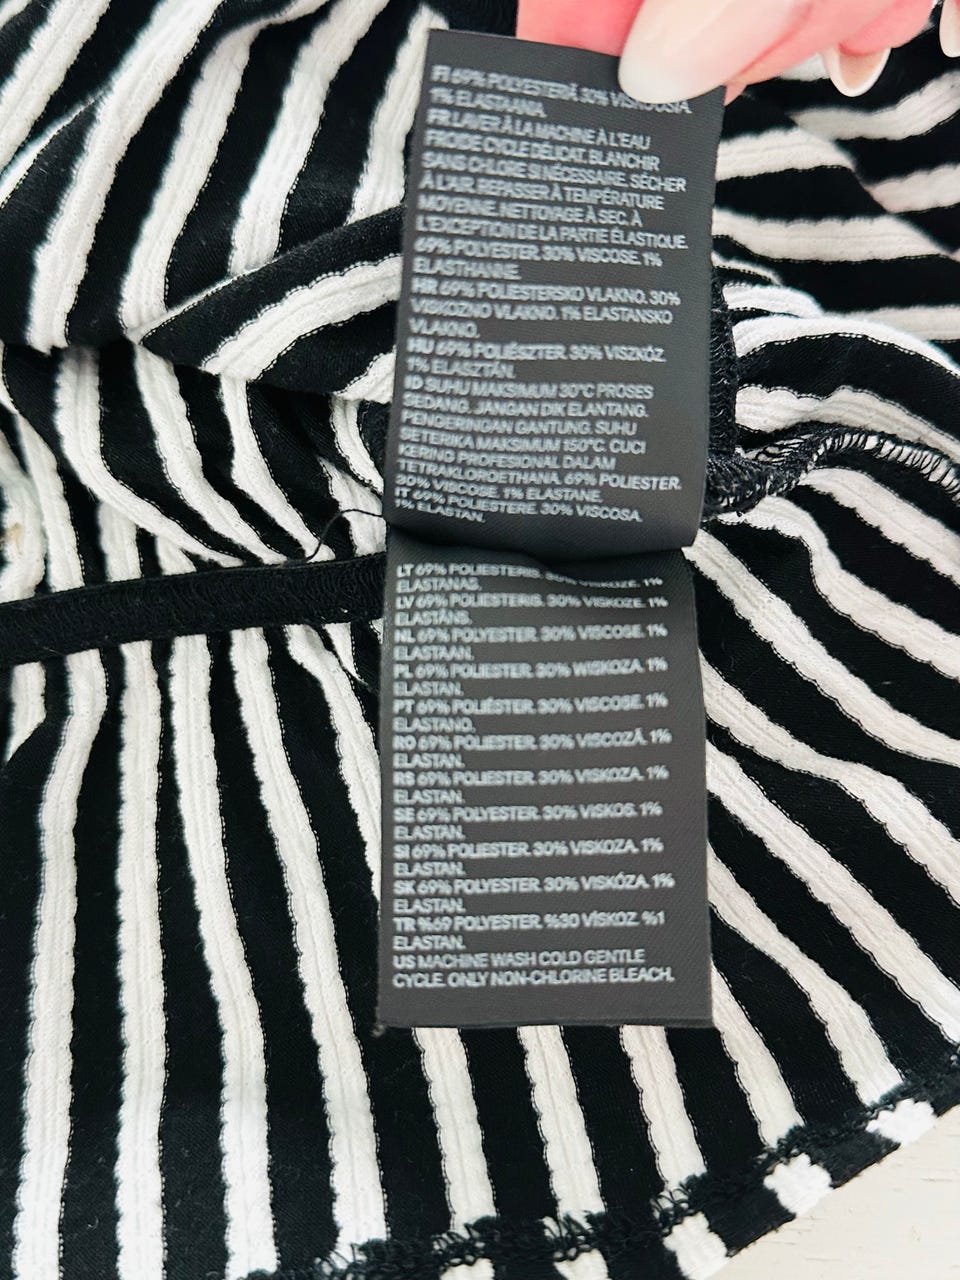 FI 69% POLYESTERIÄ. 30% VISKOOSIA.
1% ELASTAANIA.
FR LAVER À LA MACHINE À L'EAU
FROIDE CYCLE DÉLICAT. BLANCHIR
SANS CHLORE SI NÉCESSAIRE. SÉCHER
À L'AIR. REPASSER À TEMPÉRATURE
MOYENNE. NETTOYAGE À SEC, À
L'EXCEPTION DE LA PARTIE ÉLASTIQUE.
69% POLYESTER. 30% VISCOSE. 1%
ELASTHANNE.
HR 69% POLIESTERSKO VLAKNO. 30%
VISKOZNO VLAKNO. 1% ELASTANSKO
VLAKNO.
HU 69% POLIÉSZTER. 30% VISZKÓZ.
1% ELASZTÁN.
ID SUHU MAKSIMUM 30°C PROSES
SEDANG. JANGAN DIKELANTANG.
PENGERINGAN GANTUNG. SUHU
SETERIKA MAKSIMUM 150°C. CUCI
KERING PROFESIONAL DALAM
TETRAKLOROETHANA. 69% POLIESTER.
30% VISCOSE. 1% ELASTANE.
IT 69% POLIESTERE. 30% VISCOSA.
1% ELASTAN.
LT 69% POLIESTERIS. 30% VISKOZE. 1%
ELASTANAS.
LV 69% POLIESTERIS. 30% VISKOZE. 1%
ELASTĀNS.
NL 69% POLYESTER. 30% VISCOSE. 1%
ELASTAAN.
PL 69% POLYESTER. 30% WISKOZA. 1%
ELASTAN.
PT 69% POLIÉSTER. 30% VISCOSE. 1%
ELASTANO.
RO 69% POLIESTER. 30% VISCOZĂ. 1%
ELASTAN.
RS 69% POLIESTER. 30% VISKOZA. 1%
ELASTAN.
SE 69% POLYESTER. 30% VISKOS. 1%
ELASTAN.
SI 69% POLIESTER. 30% VISKOZA. 1%
ELASTAN.
SK 69% POLYESTER. 30% VISKÓZA. 1%
ELASTAN.
TR %69 POLYESTER. %30 VİSKOZ. %1
ELASTAN.
US MACHINE WASH COLD GENTLE
CYCLE. ONLY NON-CHLORINE BLEACH.